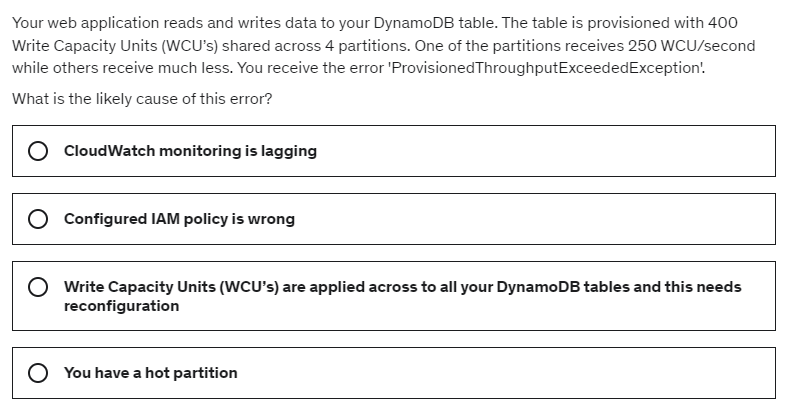 Your web application reads and writes data to your DynamoDB table. The table is provisioned with 400
Write Capacity Units (WCU's) shared across 4 partitions. One of the partitions receives 250 WCU/second
while others receive much less. You receive the error 'ProvisionedThroughputExceededException'.
What is the likely cause of this error?
CloudWatch monitoring is lagging
Configured IAM policy is wrong
Write Capacity Units (WCU's) are applied across to all your DynamoDB tables and this needs
reconfiguration
You have a hot partition